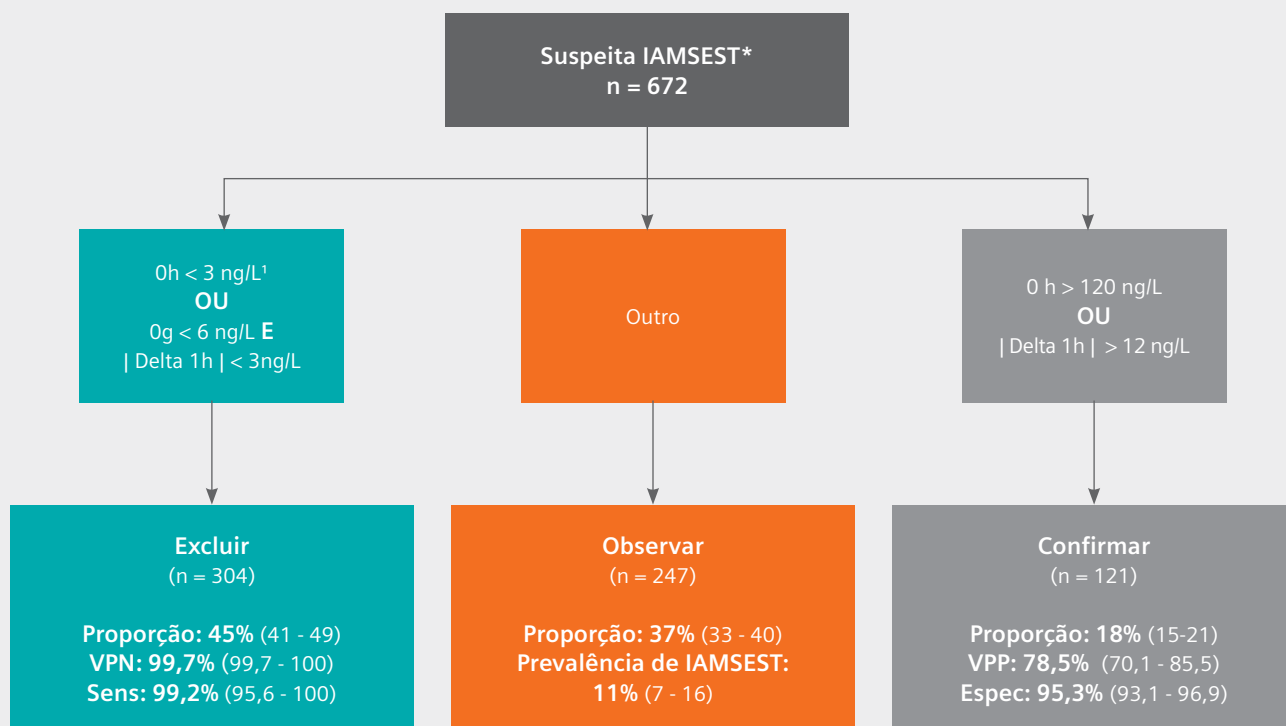 Suspeita IAMSEST*
n = 672
0h < 3 ng/L¹
OU
0g < 6 ng/L E
| Delta 1h | < 3ng/L
Outro
0 h > 120 ng/L
OU
| Delta 1h | > 12 ng/L
Excluir
(n = 304)
Proporção: 45% (41 - 49)
VPN: 99,7% (99,7 - 100)
Sens: 99,2% (95,6 - 100)
Observar
(n = 247)
Proporção: 37% (33 - 40)
Prevalência de IAMSEST:
11% (7 - 16)
Confirmar
(n = 121)
Proporção: 18% (15-21)
VPP: 78,5% (70,1 - 85,5)
Espec: 95,3% (93,1 - 96,9)